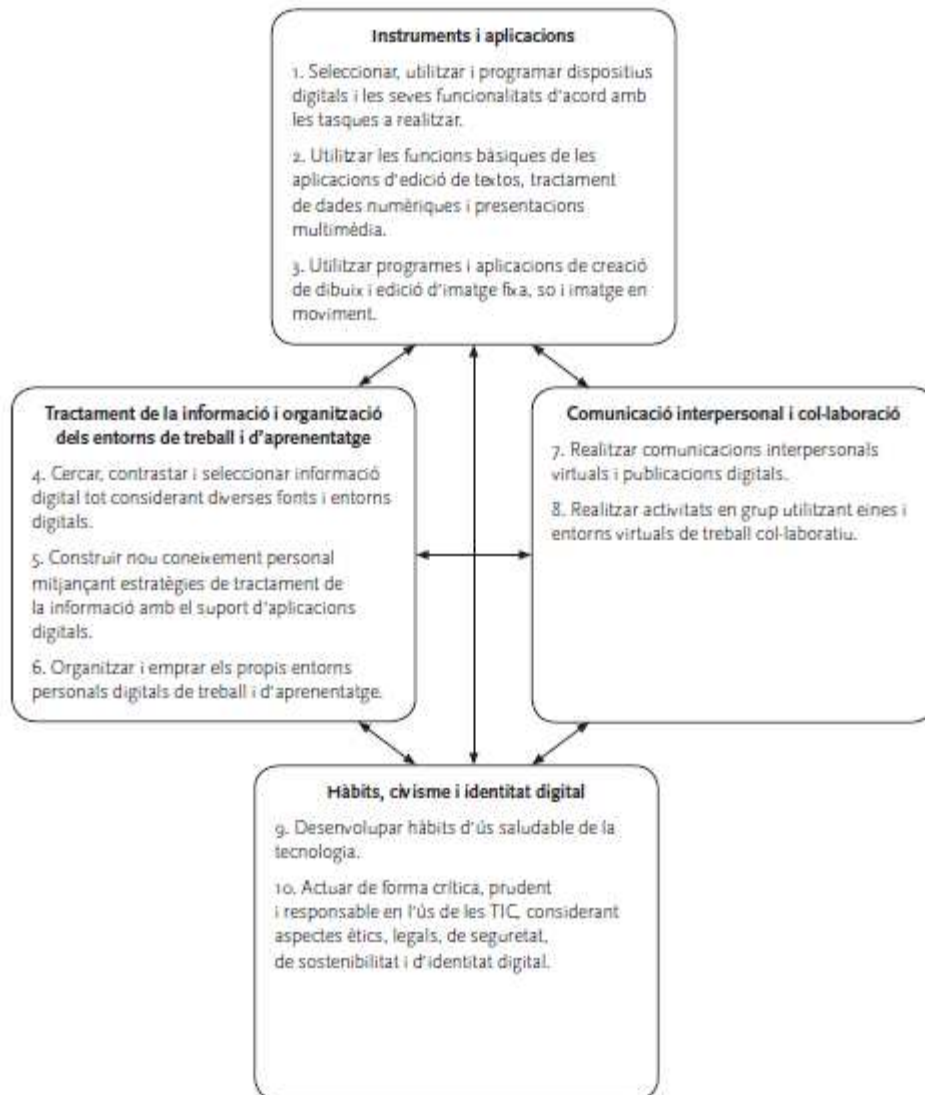 Instruments i aplicacions
1. Seleccionar, utilitzar i programar dispositius
digitals i les seves funcionalitats d'acord amb
les tasques a realitzar.
2. Utilitzar les funcions bàsiques de les
aplicacions d'edició de textos, tractament
de dades numèriques i presentacions
multimèdia.
3. Utilitzar programes i aplicacions de creació
de dibuix i edició d'imatge fixa, so i imatge en
moviment.
Tractament de la informació i organització
dels entorns de treball i d'aprenentatge
4. Cercar, contrastar i seleccionar informació
digital tot considerant diverses fonts i entorns
digitals.
5. Construir nou coneixement personal
mitjançant estratègies de tractament de
la informació amb el suport d'aplicacions
digitals.
6. Organitzar i emprar els propis entorns
personals digitals de treball i d'aprenentatge.
Comunicació interpersonal i col·laboració
7. Realitzar comunicacions interpersonals
virtuals i publicacions digitals.
8. Realitzar activitats en grup utilitzant eines i
entorns virtuals de treball col·laboratiu.
Hàbits, civisme i identitat digital
9. Desenvolupar hàbits d'ús saludable de la
tecnologia.
10. Actuar de forma crítica, prudent
i responsable en l'ús de les TIC, considerant
aspectes ètics, legals, de seguretat,
de sostenibilitat i d'identitat digital.